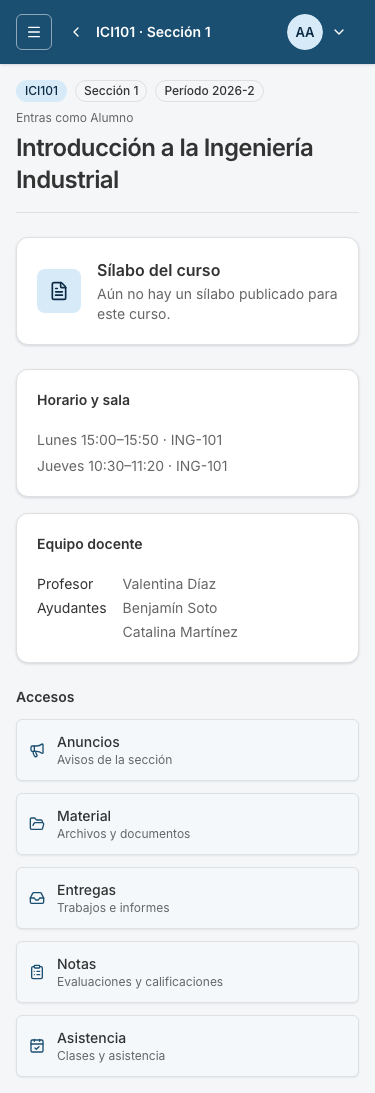 ICI101 · Sección 1
AA
ICI101
Sección 1
Período 2026-2
Entras como Alumno
Introducción a la Ingeniería
Industrial
Sílabo del curso
Aún no hay un sílabo publicado para
este curso.
Horario y sala
Lunes 15:00–15:50 · ING-101
Jueves 10:30–11:20 · ING-101
Equipo docente
Profesor Valentina Díaz
Ayudantes Benjamín Soto
Catalina Martínez
Accesos
Anuncios
Avisos de la sección
Material
Archivos y documentos
Entregas
Trabajos e informes
Notas
Evaluaciones y calificaciones
Asistencia
Clases y asistencia